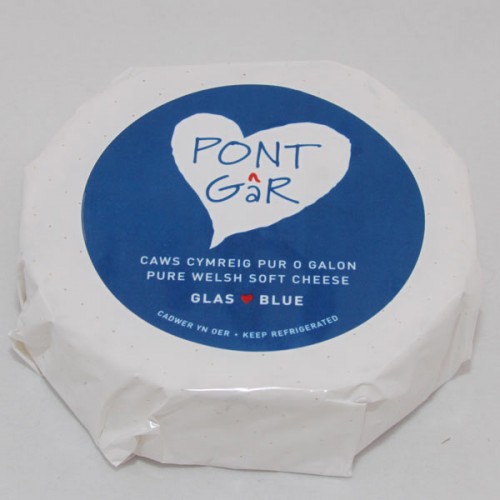 PONT
GâR
CAWS CYMREIG PUR O GALON
PURE WELSH SOFT CHEESE
GLAS ♥ BLUE
CADWER YN OER • KEEP REFRIGERATED